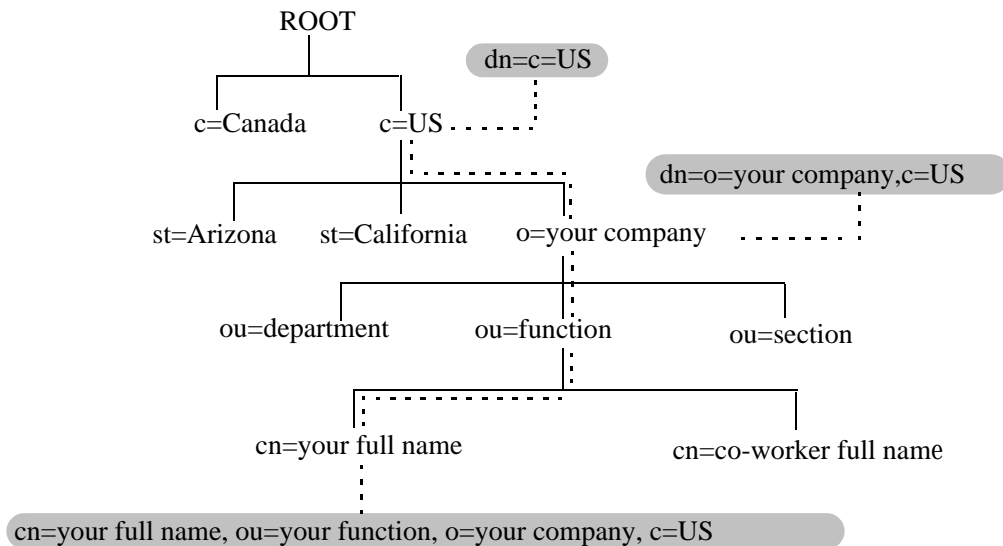 ROOT
dn=c=US
c=Canada
c=US
dn=o=your company,c=US
st=Arizona
st=California
o=your company
ou=department
ou=function
ou=section
cn=your full name
cn=co-worker full name
cn=your full name, ou=your function, o=your company, c=US